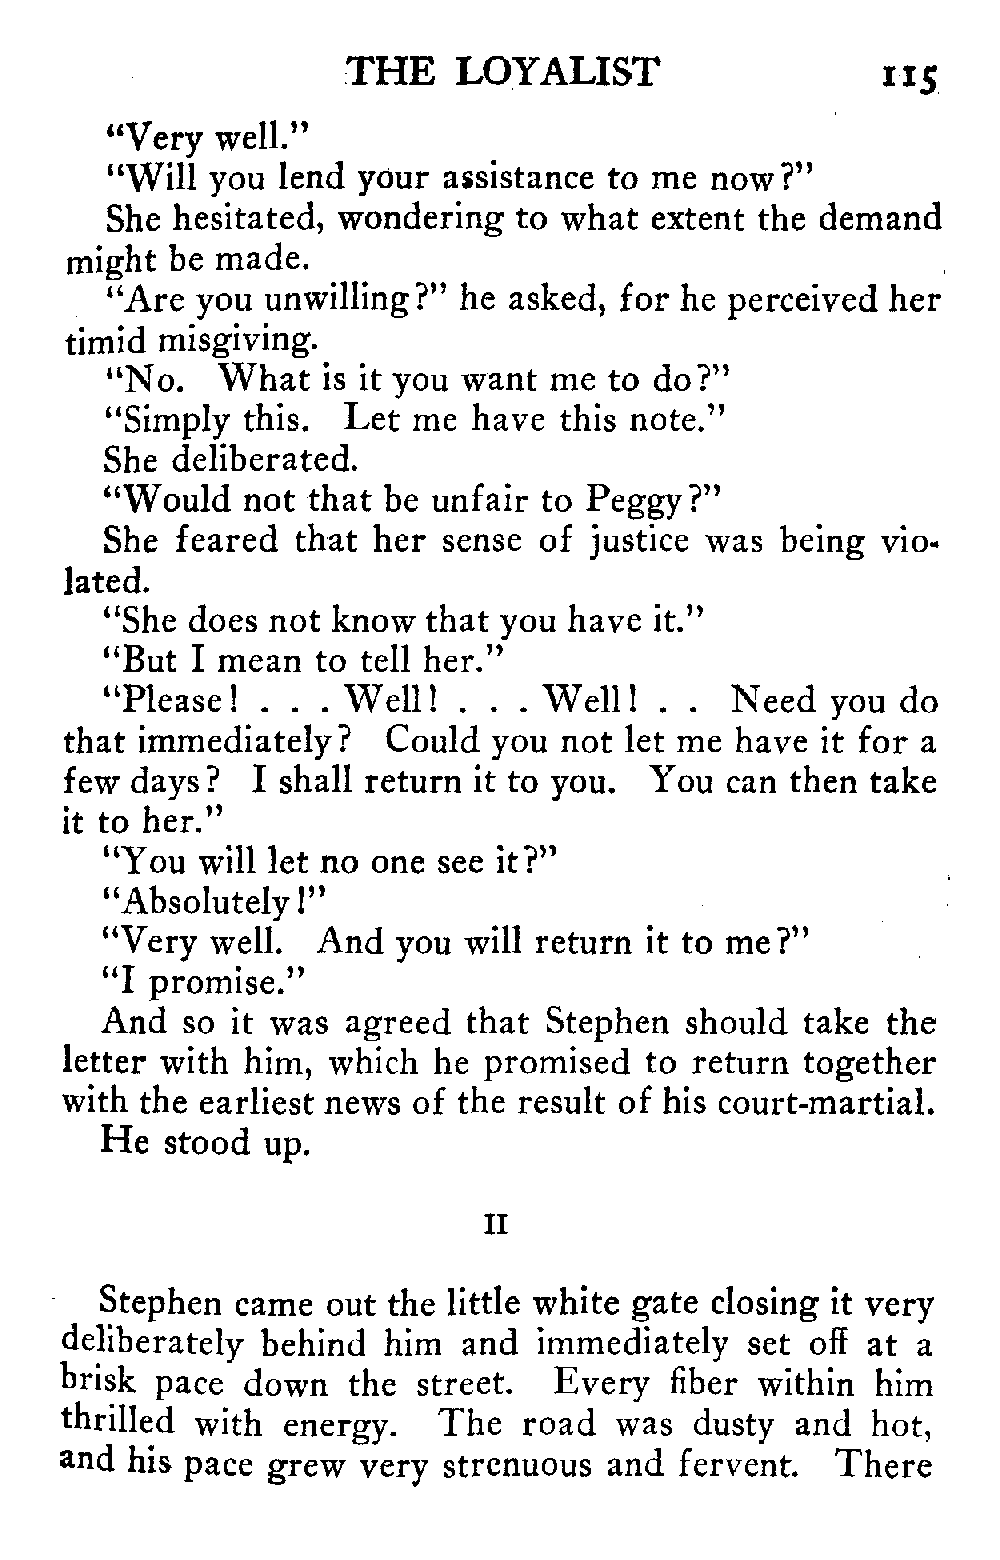 THE LOYALIST 115
"Very well."
"Will you lend your assistance to me now?"
She hesitated, wondering to what extent the demand
might be made.
"Are you unwilling?" he asked, for he perceived her
timid misgiving.
"No. What is it you want me to do?"
"Simply this. Let me have this note."
She deliberated.
"Would not that be unfair to Peggy?"
She feared that her sense of justice was being vio-
lated.
"She does not know that you have it."
"But I mean to tell her."
"Please! . . . Well! . . . Well! . . Need you do
that immediately? Could you not let me have it for a
few days? I shall return it to you. You can then take
it to her."
"You will let no one see it?"
"Absolutely!"
"Very well. And you will return it to me?"
"I promise."
And so it was agreed that Stephen should take the
letter with him, which he promised to return together
with the earliest news of the result of his court-martial.
He stood up.
II
Stephen came out the little white gate closing it very
deliberately behind him and immediately set off at a
brisk pace down the street. Every fiber within him
thrilled with energy. The road was dusty and hot,
and his pace grew very strenuous and fervent. There